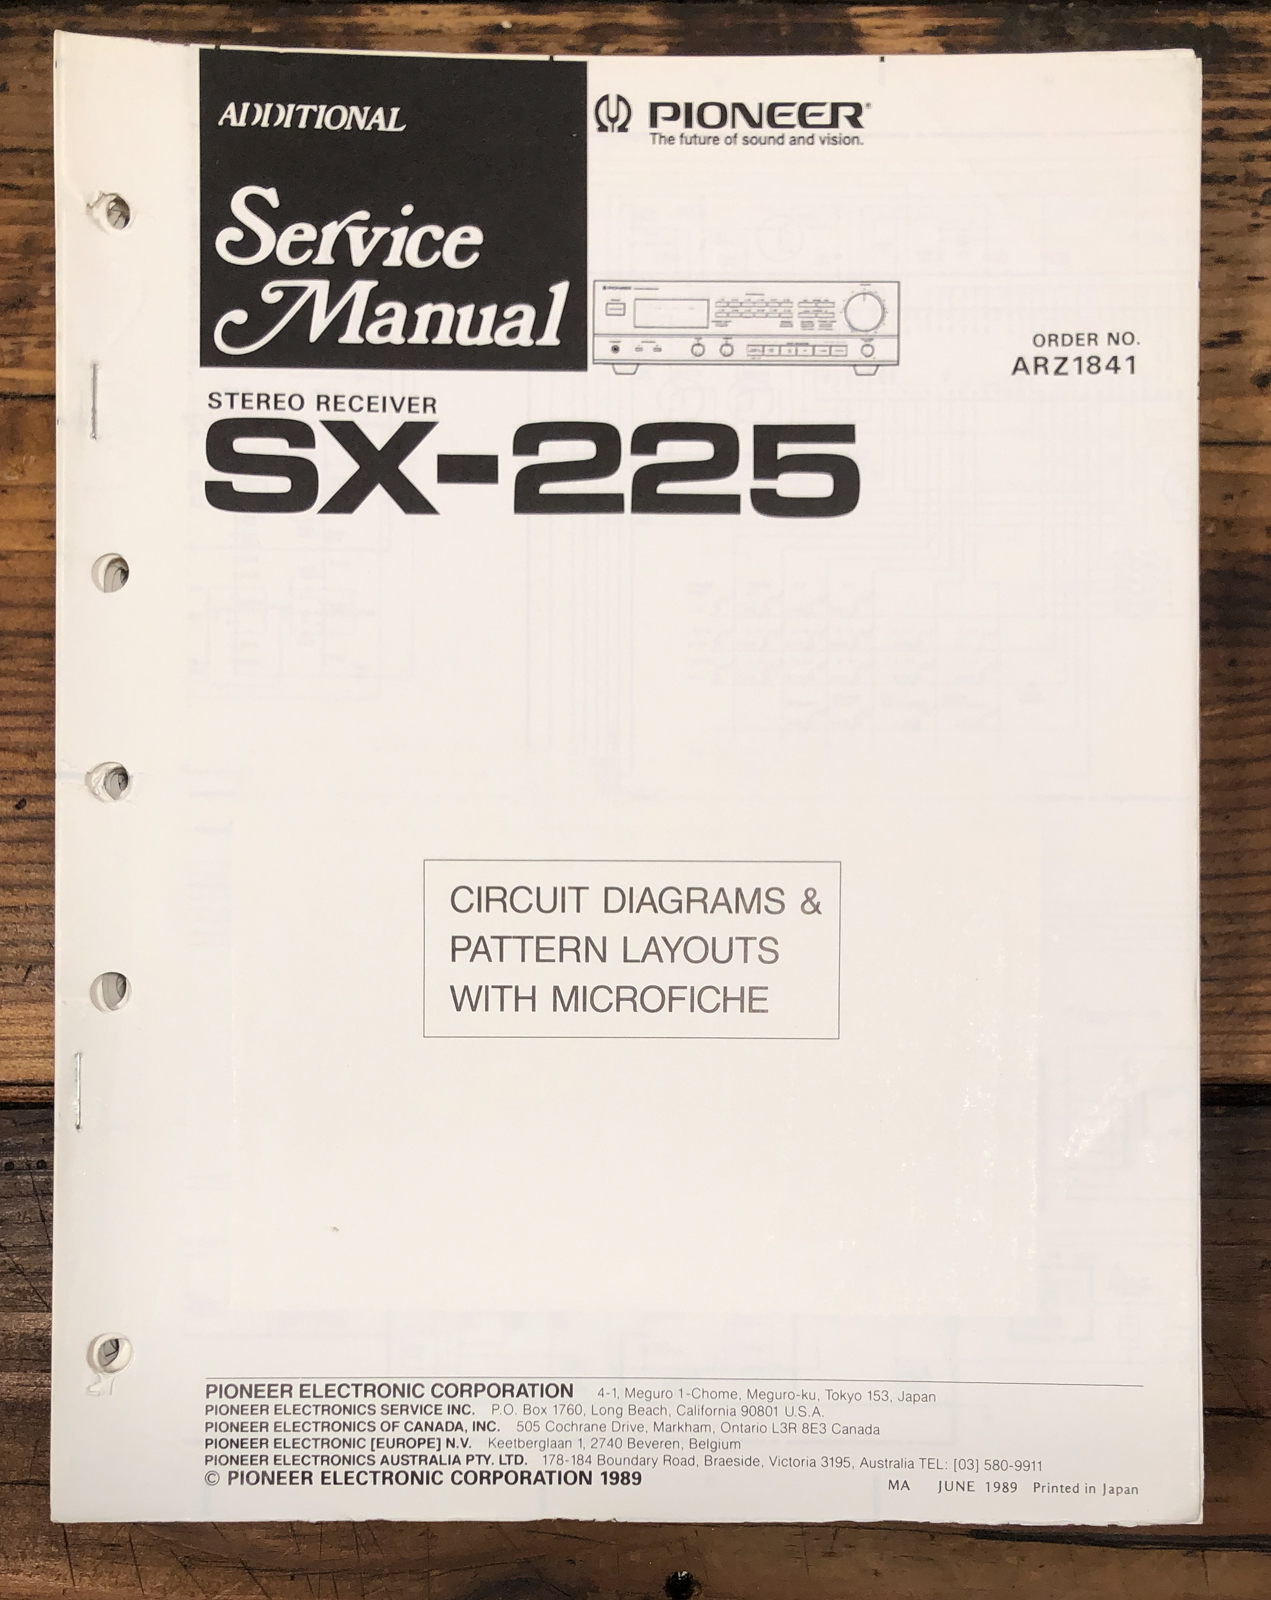 ADDITIONAL
Service
Manual
PIONEER®
The future of sound and vision.
PIONEER
ORDER NO.
ARZ1841
STEREO RECEIVER
SX-225
CIRCUIT DIAGRAMS &
PATTERN LAYOUTS
WITH MICROFICHE
PIONEER ELECTRONIC CORPORATION 4-1, Meguro 1-Chome, Meguro-ku, Tokyo 153, Japan
PIONEER ELECTRONICS SERVICE INC. P.O. Box 1760, Long Beach, California 90801 U.S.A.
PIONEER ELECTRONICS OF CANADA, INC. 505 Cochrane Drive, Markham, Ontario L3R 8E3 Canada
PIONEER ELECTRONIC [EUROPE] N.V. Keetberglaan 1, 2740 Beveren, Belgium
PIONEER ELECTRONICS AUSTRALIA PTY. LTD. 178-184 Boundary Road, Braeside, Victoria 3195, Australia TEL: [03] 580-9911
© PIONEER ELECTRONIC CORPORATION 1989
MA JUNE 1989 Printed in Japan